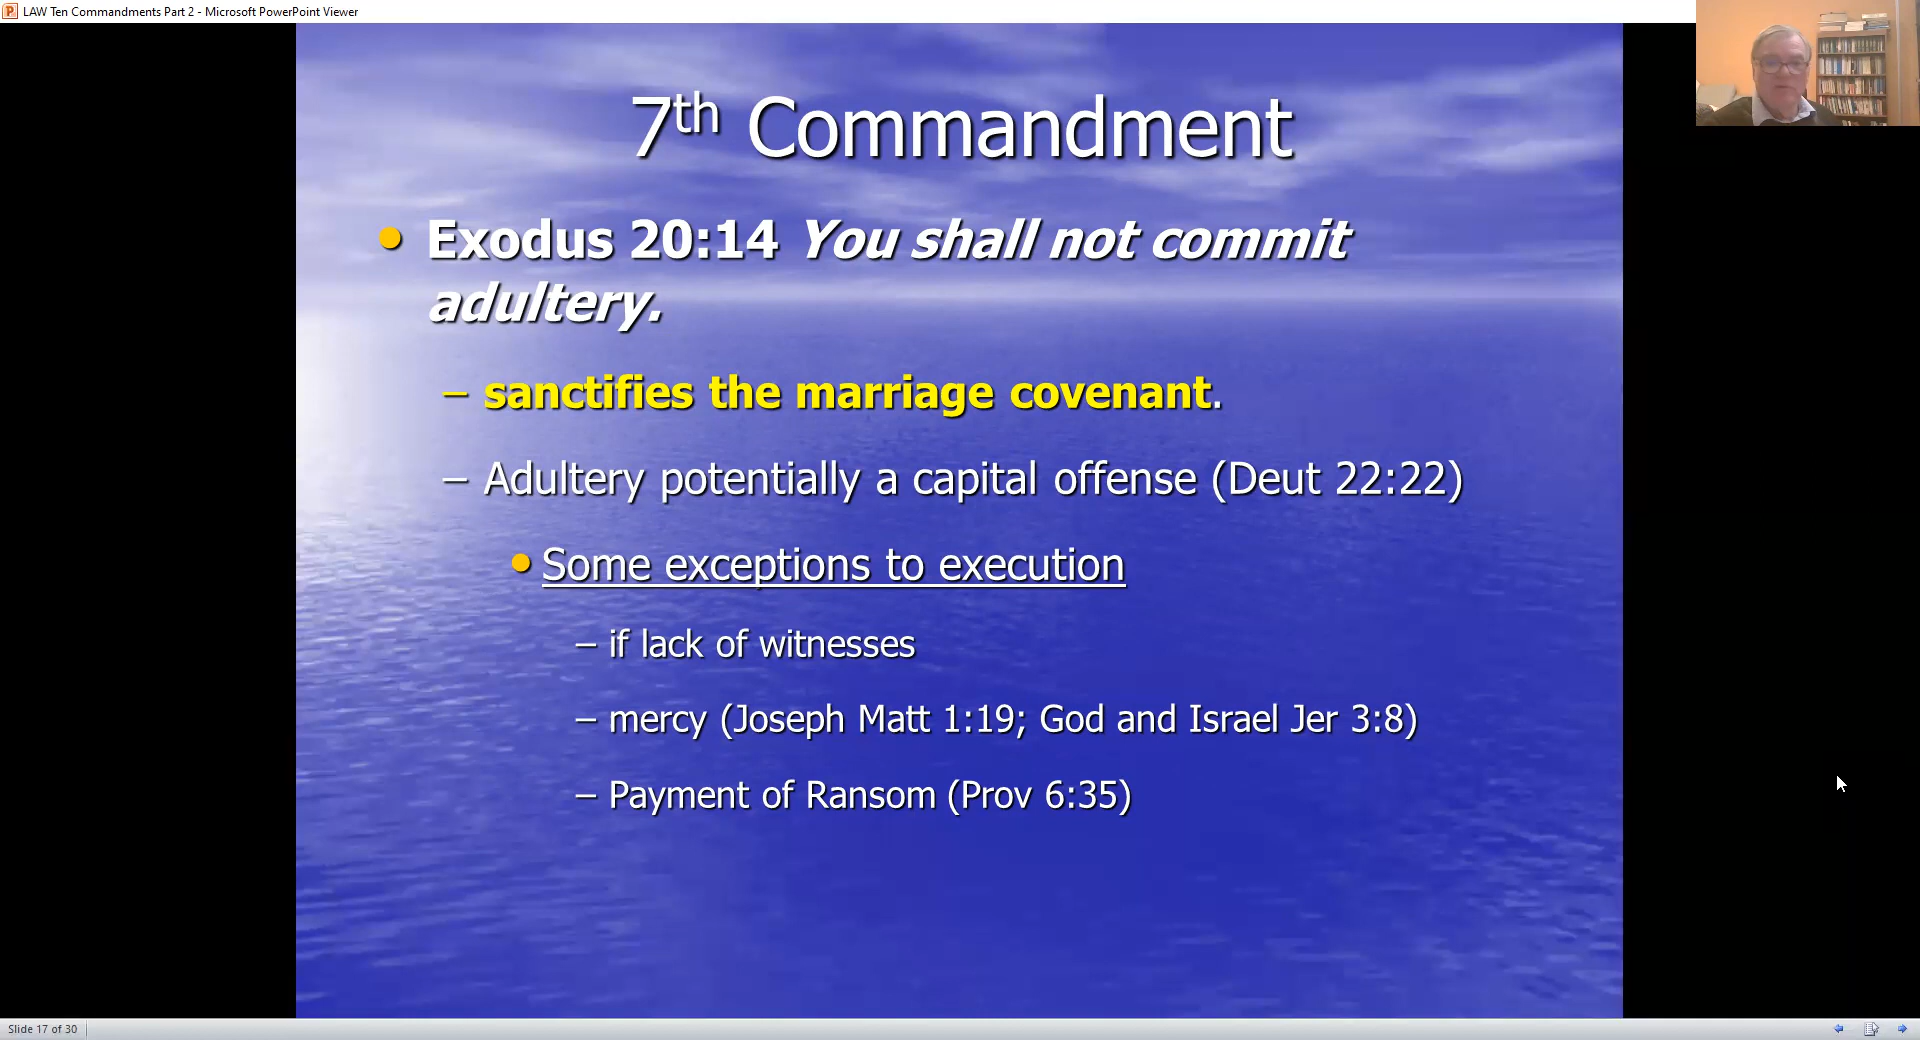 LAW Ten Commandments Part 2 - Microsoft PowerPoint Viewer
7th Commandment
• Exodus 20:14 You shall not commit
adultery.
– sanctifies the marriage covenant.
– Adultery potentially a capital offense (Deut 22:22)
• Some exceptions to execution
– if lack of witnesses
– mercy (Joseph Matt 1:19; God and Israel Jer 3:8)
– Payment of Ransom (Prov 6:35)
Slide 17 of 30